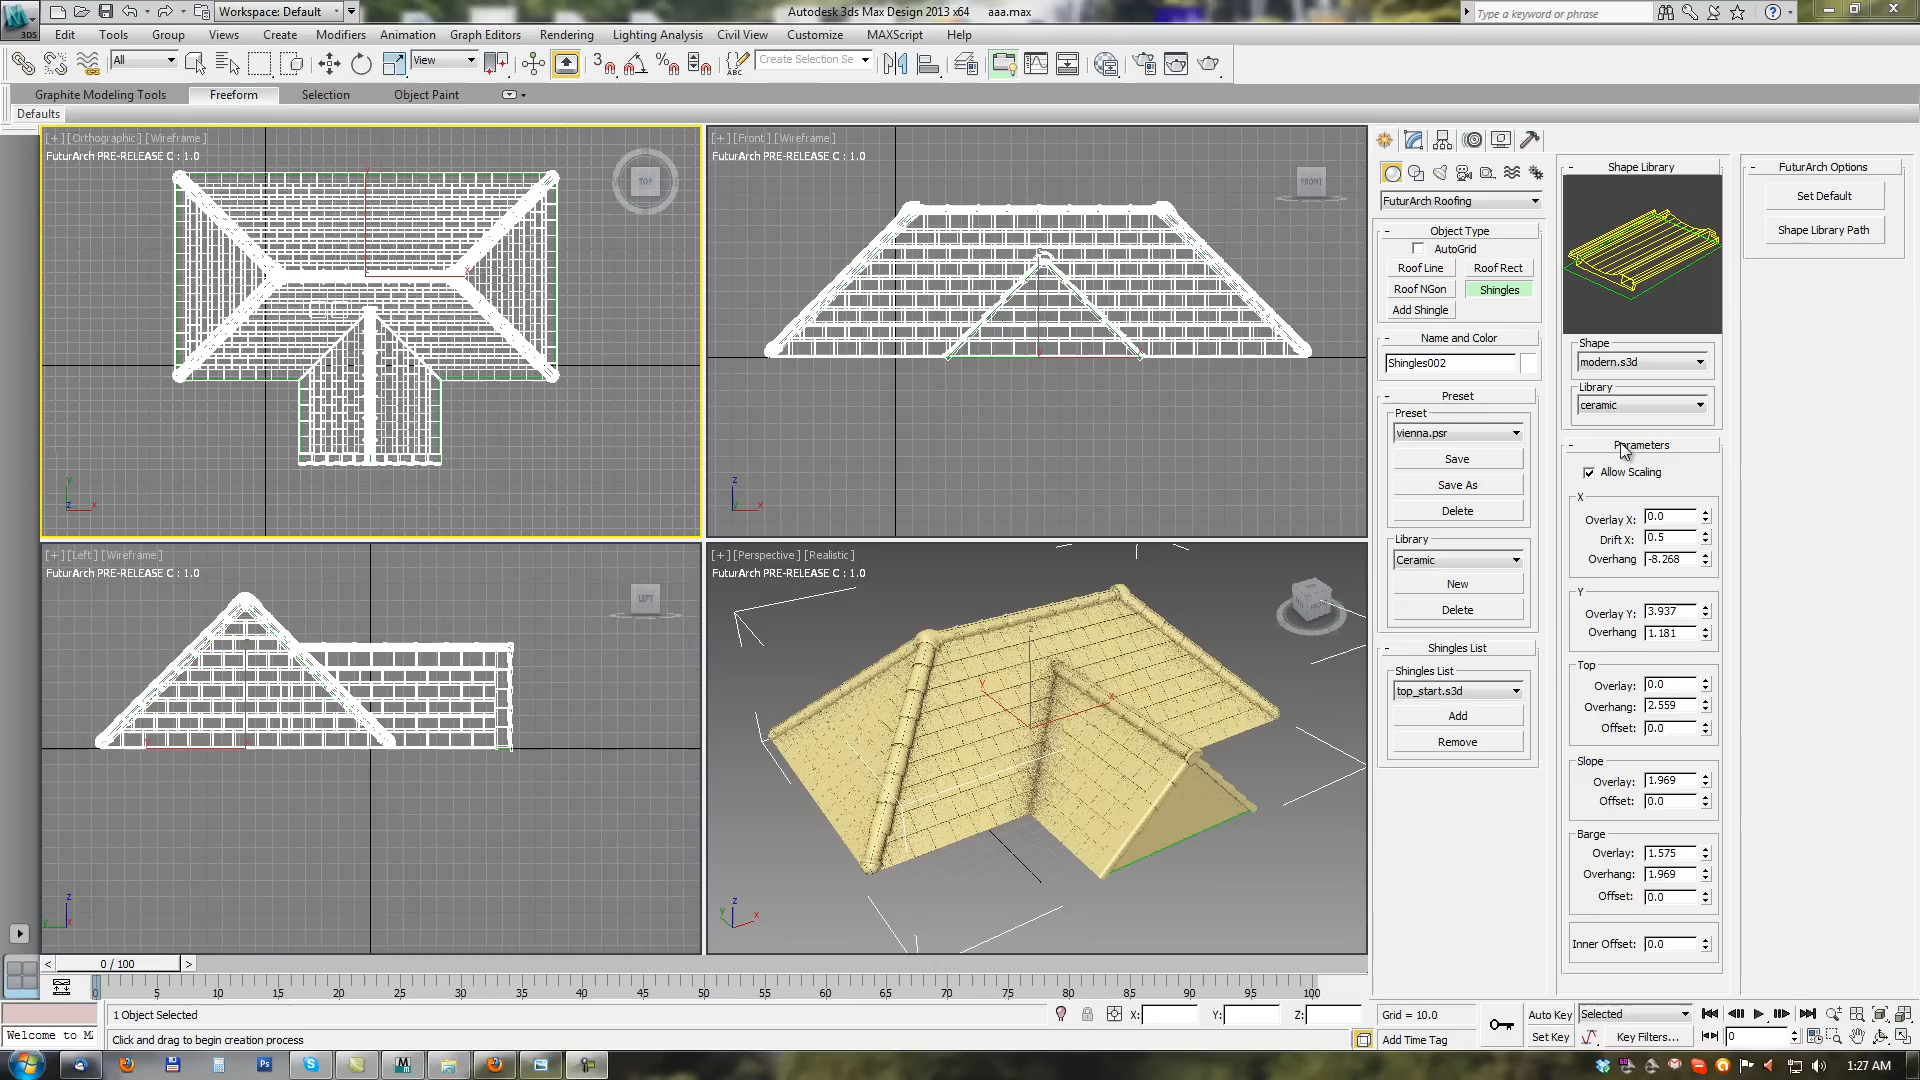 Workspace: Default
Autodesk 3ds Max Design 2013 x64 aaa.max
Type a keyword or phrase
3DS
Edit Tools Group Views Create Modifiers Animation Graph Editors Rendering Lighting Analysis Civil View Customize MAXScript Help
All View 3 Create Selection Se
Graphite Modeling Tools Freeform Selection Object Paint
Defaults
[+] [Orthographic] [Wireframe]
FuturArch PRE-RELEASE C : 1.0
TOP
[+] [Front] [Wireframe]
FuturArch PRE-RELEASE C : 1.0
FRONT
[+] [Left] [Wireframe]
FuturArch PRE-RELEASE C : 1.0
LEFT
[+] [Perspective] [Realistic]
FuturArch PRE-RELEASE C : 1.0
FuturArch Roofing
Object Type
AutoGrid
Roof Line Roof Rect
Roof NGon Shingles
Add Shingle
Name and Color
Shingles002
Preset
Preset
vienna.psr
Save
Save As
Delete
Library
Ceramic
New
Delete
Shingles List
Shingles List
top_start.s3d
Add
Remove
Shape Library
Shape
modern.s3d
Library
ceramic
Parameters
Allow Scaling
X
Overlay X: 0.0
Drift X: 0.5
Overhang -8.268
Y
Overlay Y: 3.937
Overhang 1.181
Top
Overlay: 0.0
Overhang: 2.559
Offset: 0.0
Slope
Overlay: 1.969
Offset: 0.0
Barge
Overlay: 1.575
Overhang: 1.969
Offset: 0.0
Inner Offset: 0.0
FuturArch Options
Set Default
Shape Library Path
< 0 / 100 >
0 5 10 15 20 25 30 35 40 45 50 55 60 65 70 75 80 85 90 95 100
1 Object Selected X: Y: Z: Grid = 10.0 Auto Key Selected
Welcome to M Click and drag to begin creation process Add Time Tag Set Key Key Filters... 0
1:27 AM